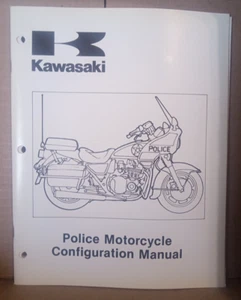 Kawasaki
POLICE
Police Motorcycle
Configuration Manual